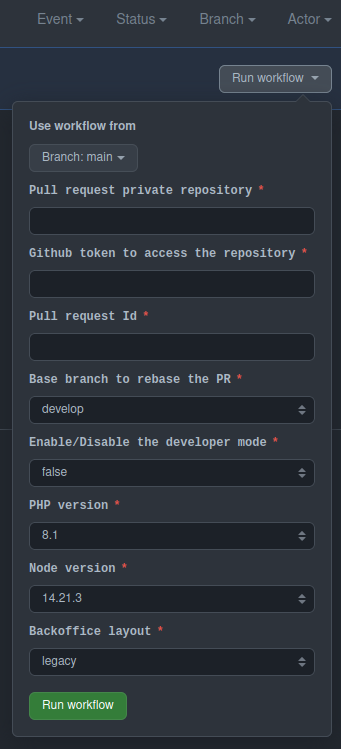 Event Status Branch Actor
Run workflow
Use workflow from
Branch: main
Pull request private repository *
Github token to access the repository *
Pull request Id *
Base branch to rebase the PR *
develop
Enable/Disable the developer mode *
false
PHP version *
8.1
Node version *
14.21.3
Backoffice layout *
legacy
Run workflow